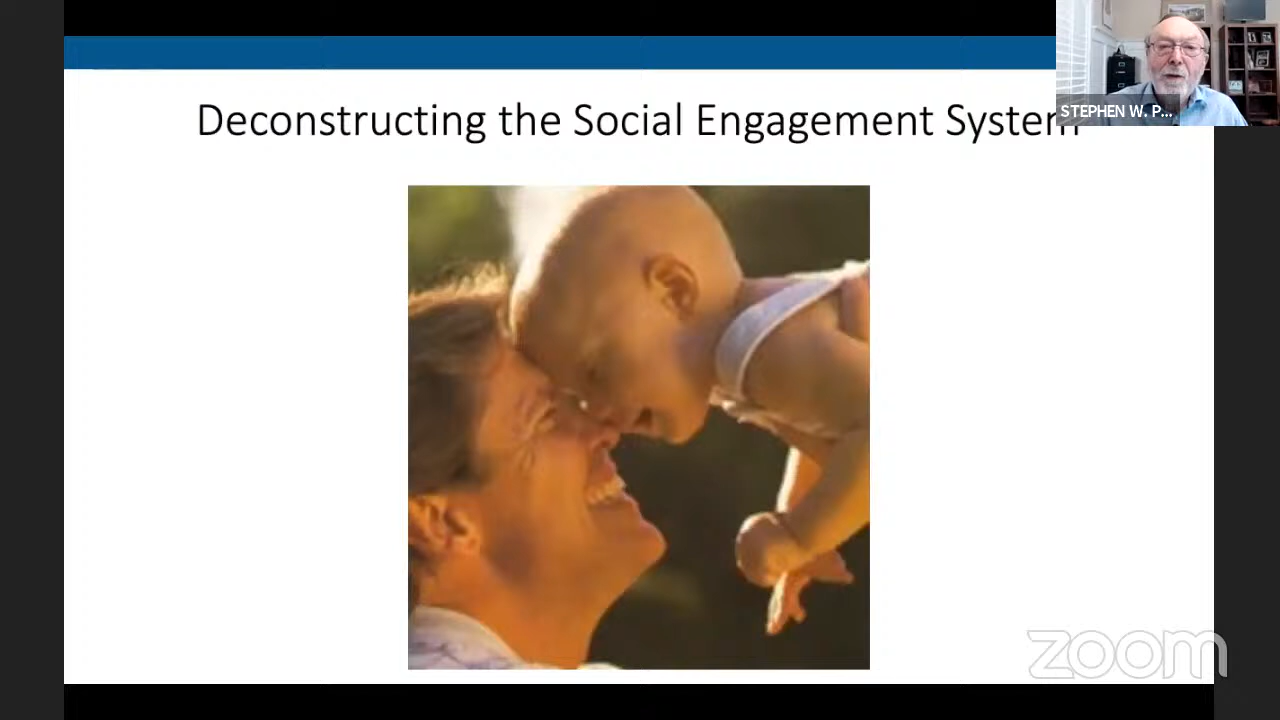 Deconstructing the Social Engagement System
STEPHEN W. P...
zoom